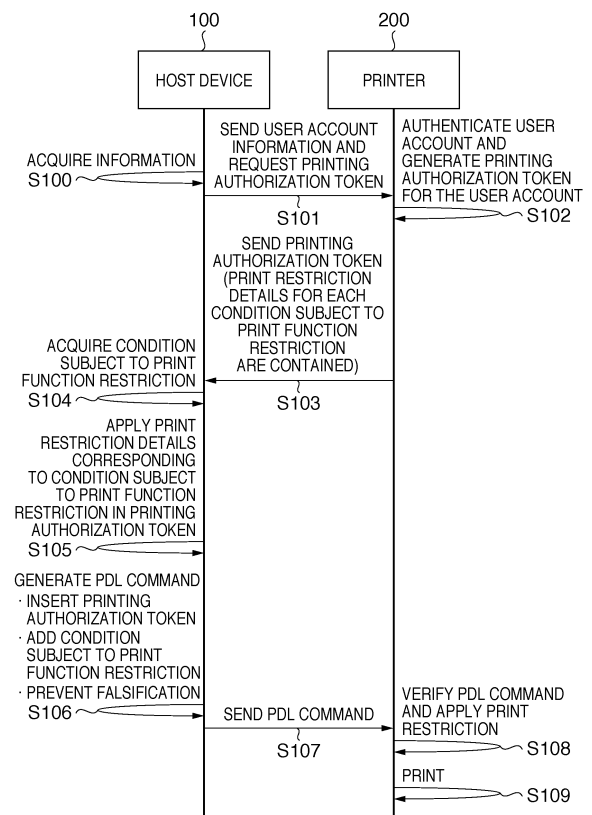 100
200
HOST DEVICE
PRINTER
ACQUIRE INFORMATION
S100
SEND USER ACCOUNT
INFORMATION AND
REQUEST PRINTING
AUTHORIZATION TOKEN
S101
AUTHENTICATE USER
ACCOUNT AND
GENERATE PRINTING
AUTHORIZATION TOKEN
FOR THE USER ACCOUNT
S102
SEND PRINTING
AUTHORIZATION TOKEN
(PRINT RESTRICTION
DETAILS FOR EACH
CONDITION SUBJECT TO
PRINT FUNCTION
RESTRICTION
ARE CONTAINED)
S103
ACQUIRE CONDITION
SUBJECT TO PRINT
FUNCTION RESTRICTION
S104
APPLY PRINT
RESTRICTION DETAILS
CORRESPONDING
TO CONDITION SUBJECT
TO PRINT FUNCTION
RESTRICTION IN PRINTING
AUTHORIZATION TOKEN
S105
GENERATE PDL COMMAND
· INSERT PRINTING
AUTHORIZATION TOKEN
· ADD CONDITION
SUBJECT TO PRINT
FUNCTION RESTRICTION
· PREVENT FALSIFICATION
S106
SEND PDL COMMAND
S107
VERIFY PDL COMMAND
AND APPLY PRINT
RESTRICTION
S108
PRINT
S109